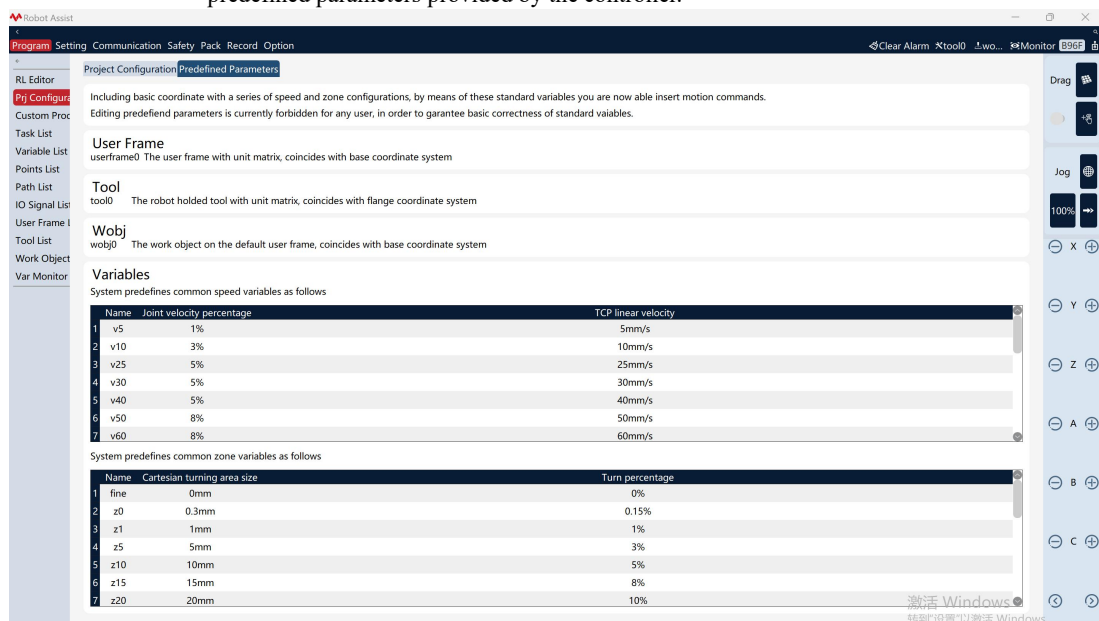 predefined parameters provided by the controller.
Robot Assist
Program Setting Communication Safety Pack Record Option
Clear Alarm tool0 wo... Monitor B96F
RL Editor
Prj Configura
Custom Proc
Task List
Variable List
Points List
Path List
IO Signal List
User Frame L
Tool List
Work Object
Var Monitor
Project Configuration Predefined Parameters
Including basic coordinate with a series of speed and zone configurations, by means of these standard variables you are now able insert motion commands.
Editing predefiend parameters is currently forbidden for any user, in order to garantee basic correctness of standard vaiables.
User Frame
userframe0 The user frame with unit matrix, coincides with base coordinate system
Tool
tool0 The robot holded tool with unit matrix, coincides with flange coordinate system
Wobj
wobj0 The work object on the default user frame, coincides with base coordinate system
Variables
System predefines common speed variables as follows
Name Joint velocity percentage TCP linear velocity
1 v5 1% 5mm/s
2 v10 3% 10mm/s
3 v25 5% 25mm/s
4 v30 5% 30mm/s
5 v40 5% 40mm/s
6 v50 8% 50mm/s
7 v60 8% 60mm/s
System predefines common zone variables as follows
Name Cartesian turning area size Turn percentage
1 fine 0mm 0%
2 z0 0.3mm 0.15%
3 z1 1mm 1%
4 z5 5mm 3%
5 z10 10mm 5%
6 z15 15mm 8%
7 z20 20mm 10%
Drag
Jog
100%
X
Y
Z
A
B
C
激活 Windows
转到"设置"以激活 Windows